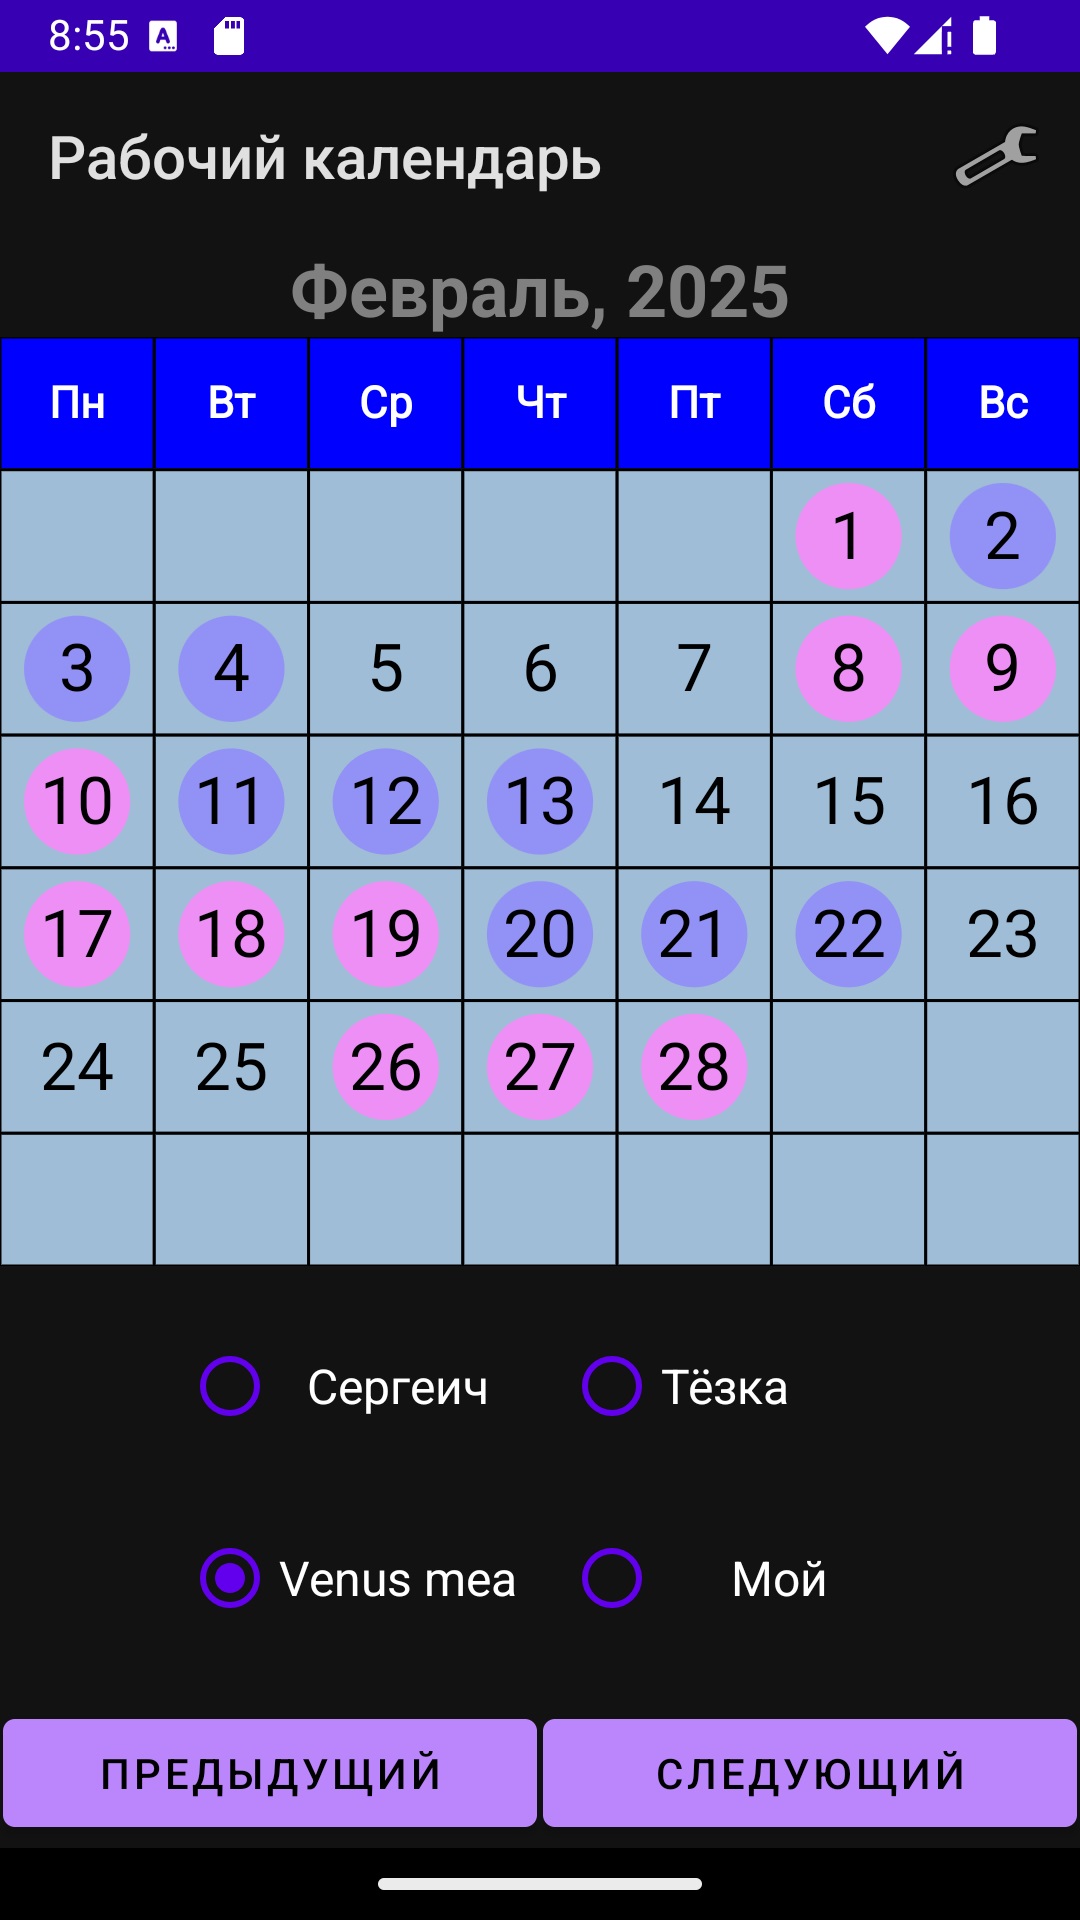 8:55
Рабочий календарь
Февраль, 2025
Пн Вт Ср Чт Пт Сб Вс
1 2
3 4 5 6 7 8 9
10 11 12 13 14 15 16
17 18 19 20 21 22 23
24 25 26 27 28
Сергеич Тёзка
Venus mea Мой
ПРЕДЫДУЩИЙ СЛЕДУЮЩИЙ